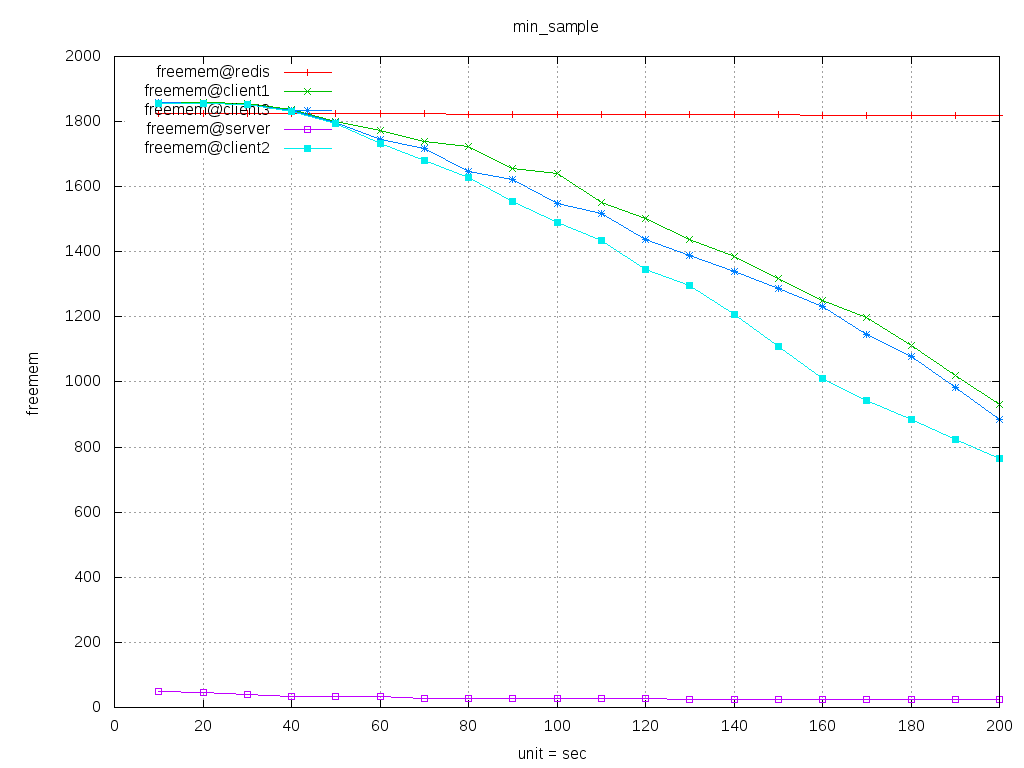 min_sample
2000
1800
1600
1400
1200
1000
800
600
400
200
0
freemem@redis
freemem@client1
freemem@client3
freemem@server
freemem@client2
freemem
0 20 40 60 80 100 120 140 160 180 200
unit = sec